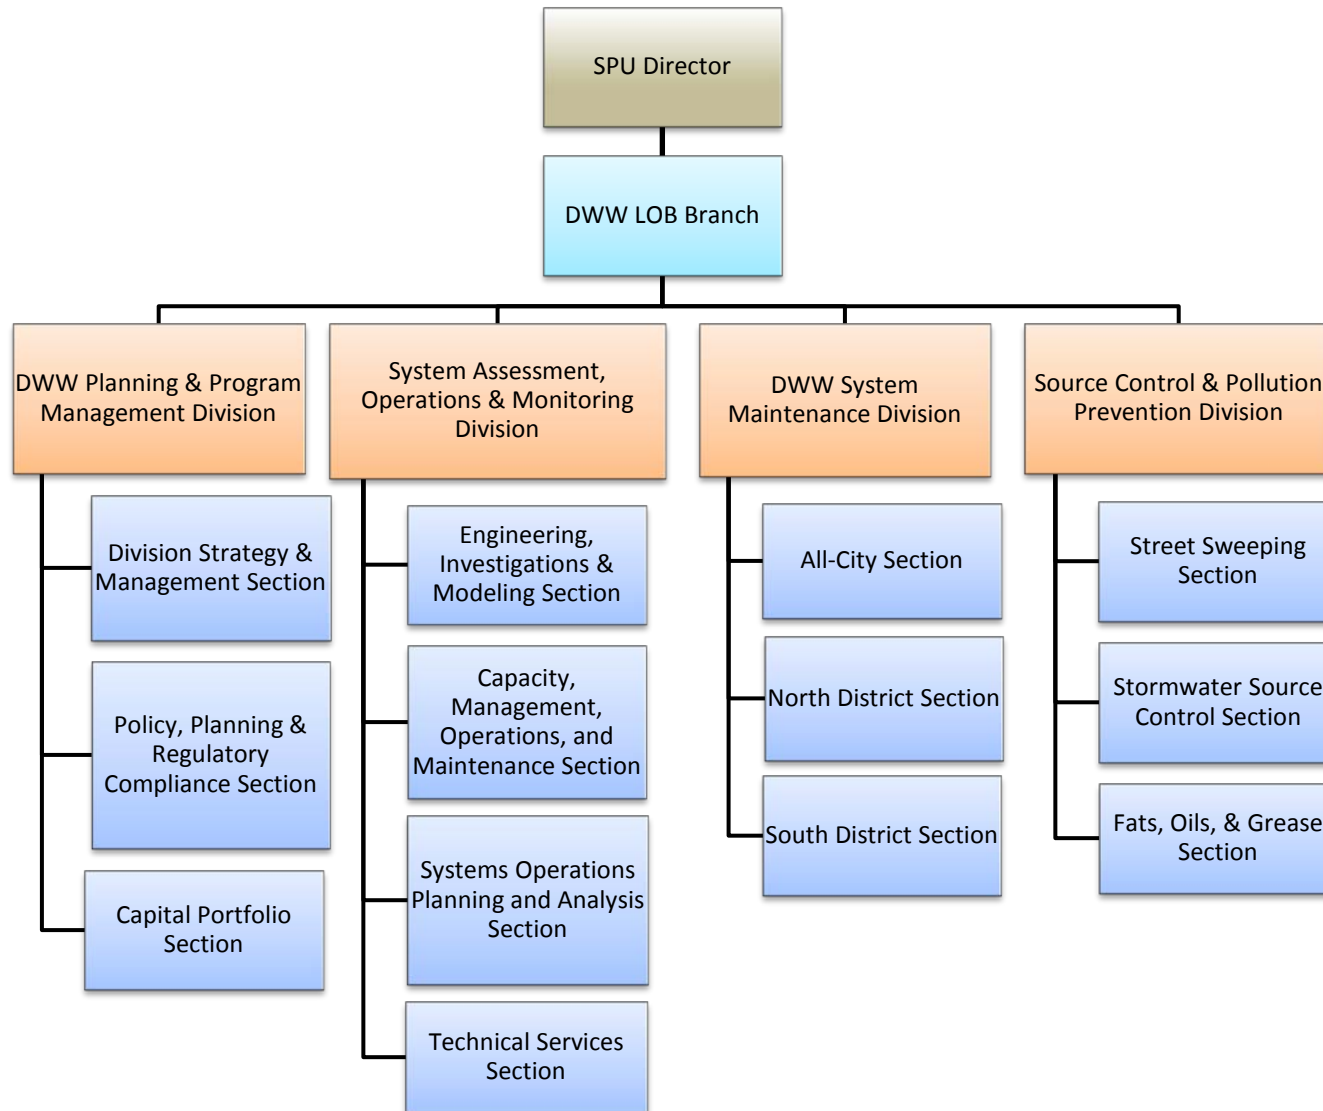 SPU Director
DWW LOB Branch
DWW Planning & Program
Management Division
System Assessment,
Operations & Monitoring
Division
DWW System
Maintenance Division
Source Control & Pollution
Prevention Division
Division Strategy &
Management Section
Policy, Planning &
Regulatory
Compliance Section
Capital Portfolio
Section
Engineering,
Investigations &
Modeling Section
Capacity,
Management,
Operations, and
Maintenance Section
Systems Operations
Planning and Analysis
Section
Technical Services
Section
All-City Section
North District Section
South District Section
Street Sweeping
Section
Stormwater Source
Control Section
Fats, Oils, & Grease
Section